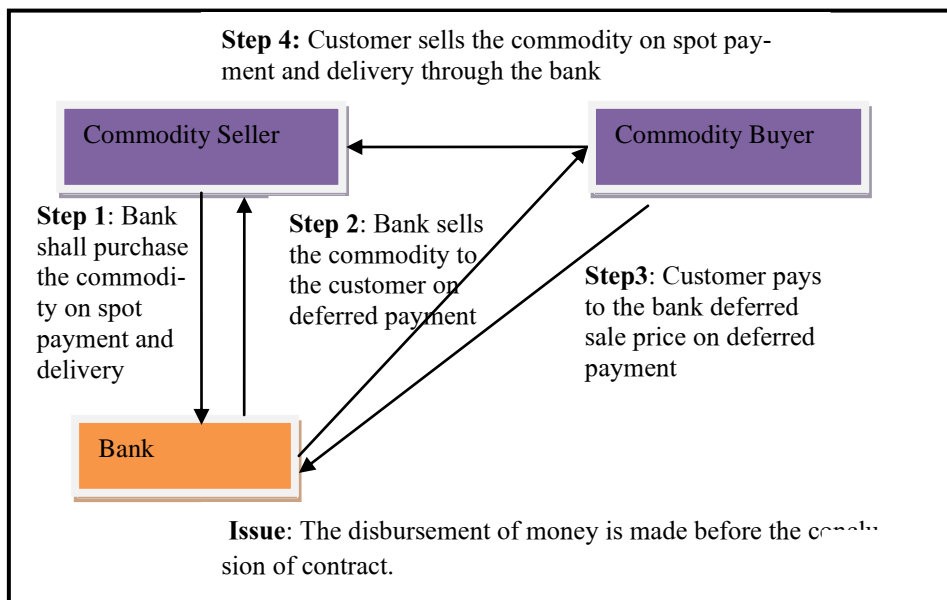 Step 4: Customer sells the commodity on spot pay-
ment and delivery through the bank
Commodity Seller
Commodity Buyer
Step 1: Bank
shall purchase
the commodi-
ty on spot
payment and
delivery
Step 2: Bank sells
the commodity to
the customer on
deferred payment
Step3: Customer pays
to the bank deferred
sale price on deferred
payment
Bank
Issue: The disbursement of money is made before the conclu-
sion of contract.